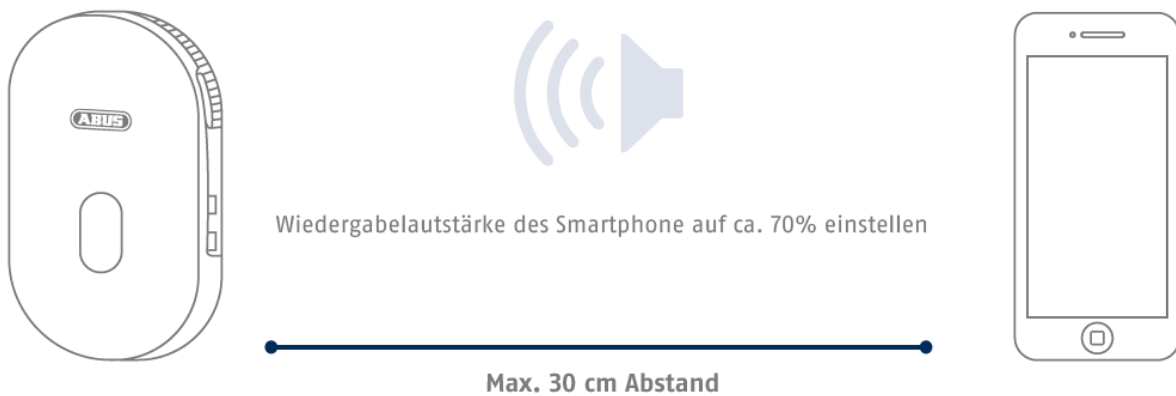 ABUS
Wiedergabelautstärke des Smartphone auf ca. 70% einstellen
Max. 30 cm Abstand